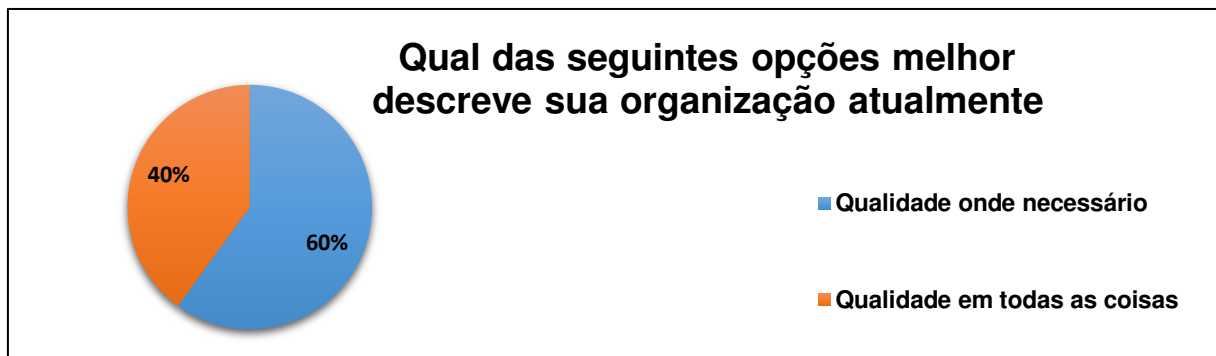 Qual das seguintes opções melhor
descreve sua organização atualmente
40%
60%
Qualidade onde necessário
Qualidade em todas as coisas